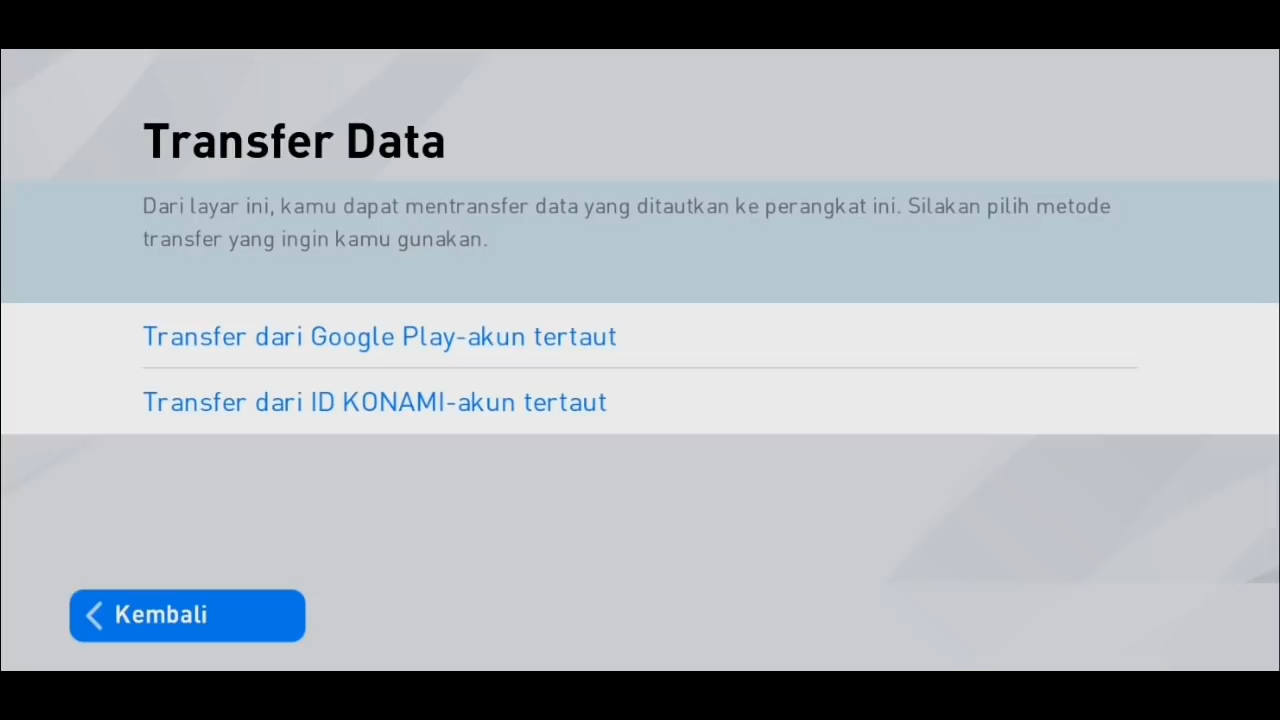 Transfer Data
Dari layar ini, kamu dapat mentransfer data yang ditautkan ke perangkat ini. Silakan pilih metode
transfer yang ingin kamu gunakan.
Transfer dari Google Play-akun tertaut
Transfer dari ID KONAMI-akun tertaut
Kembali